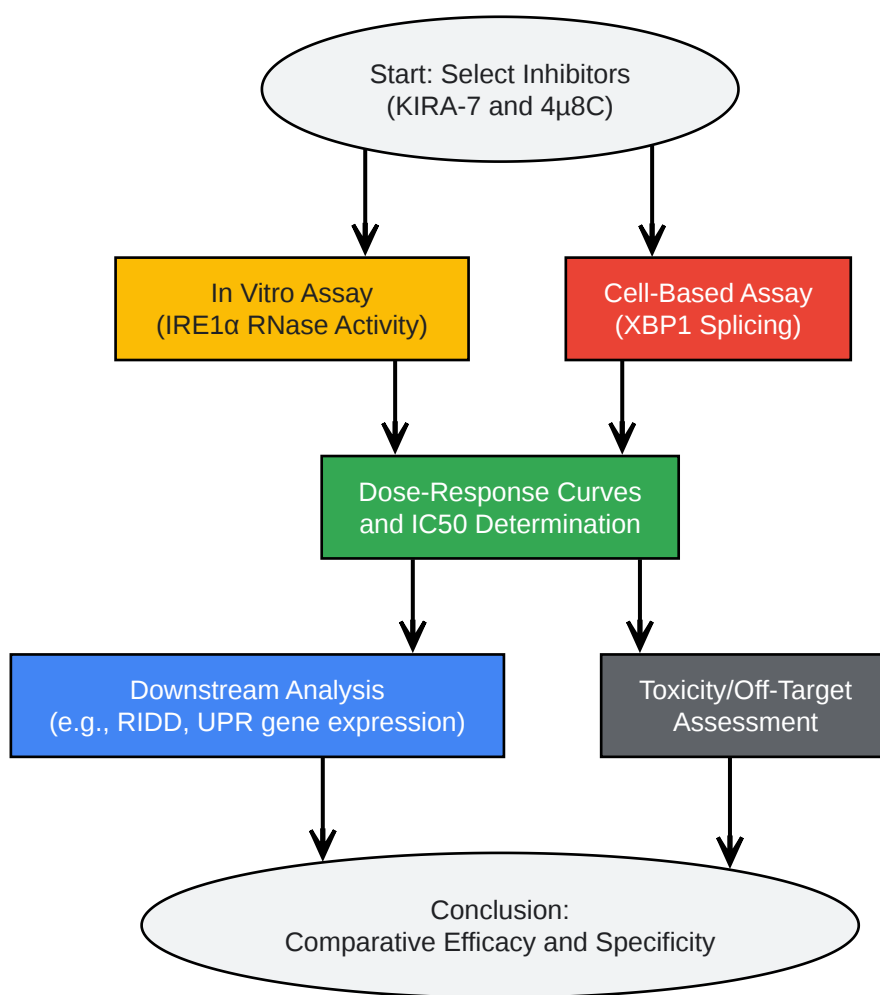 Start: Select Inhibitors
(KIRA-7 and 4µ8C)
In Vitro Assay
(IRE1α RNase Activity)
Cell-Based Assay
(XBP1 Splicing)
Dose-Response Curves
and IC50 Determination
Downstream Analysis
(e.g., RIDD, UPR gene expression)
Toxicity/Off-Target
Assessment
Conclusion:
Comparative Efficacy and Specificity